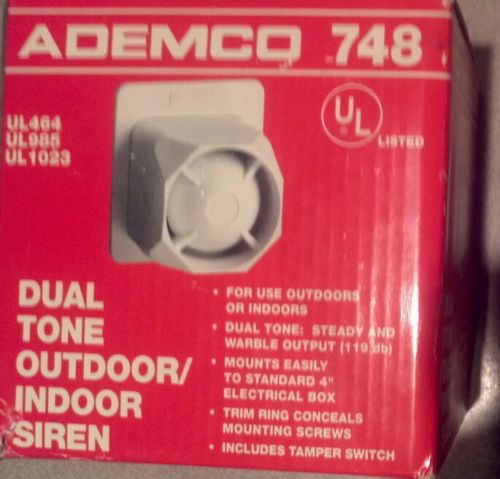 ADEMCO 748
UL464
UL985
UL1023
UL
®
LISTED
DUAL
TONE
OUTDOOR/
INDOOR
SIREN
• FOR USE OUTDOORS
OR INDOORS
• DUAL TONE: STEADY AND
WARBLE OUTPUT (119 db)
• MOUNTS EASILY
TO STANDARD 4"
ELECTRICAL BOX
• TRIM RING CONCEALS
MOUNTING SCREWS
• INCLUDES TAMPER SWITCH